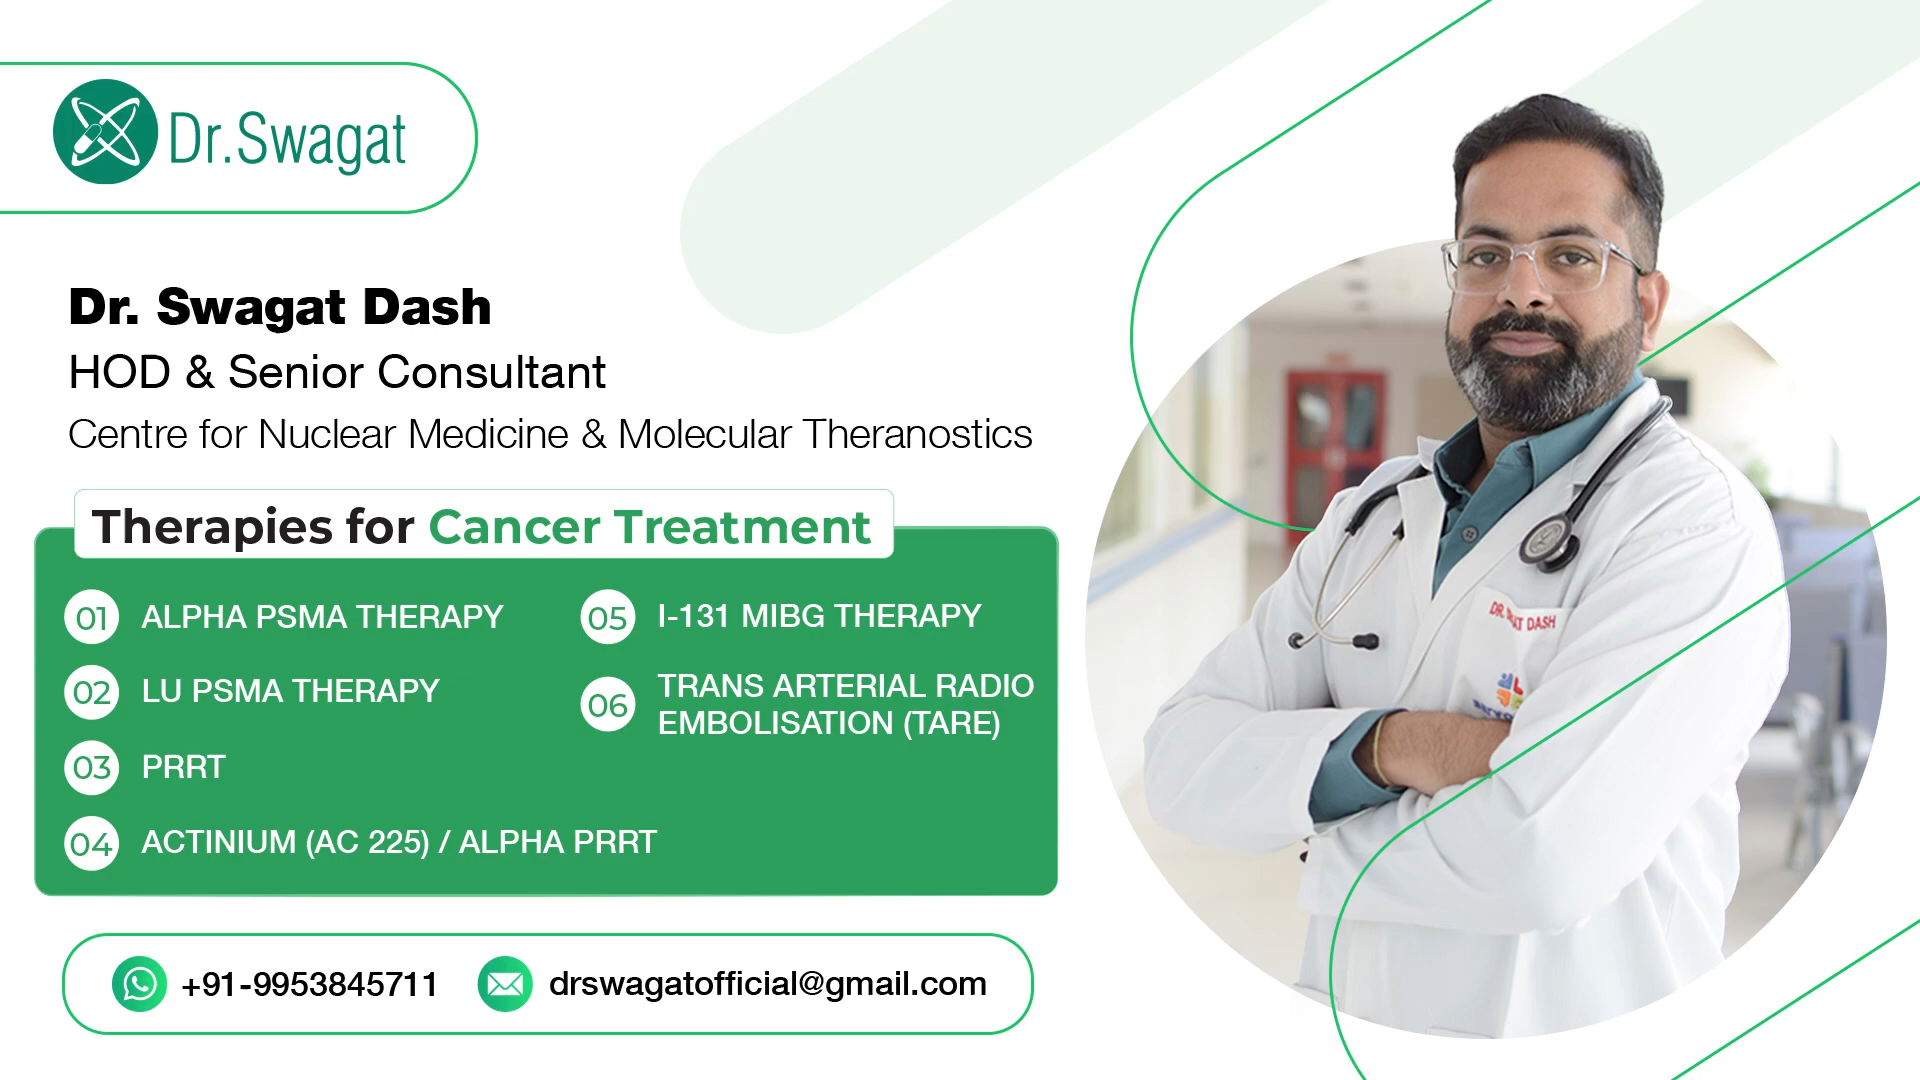 Dr.Swagat
Dr. Swagat Dash
HOD & Senior Consultant
Centre for Nuclear Medicine & Molecular Theranostics
Therapies for Cancer Treatment
01 ALPHA PSMA THERAPY
02 LU PSMA THERAPY
03 PRRT
04 ACTINIUM (AC 225) / ALPHA PRRT
05 I-131 MIBG THERAPY
06 TRANS ARTERIAL RADIO
EMBOLISATION (TARE)
+91-9953845711
drswagatofficial@gmail.com
DR. DASH